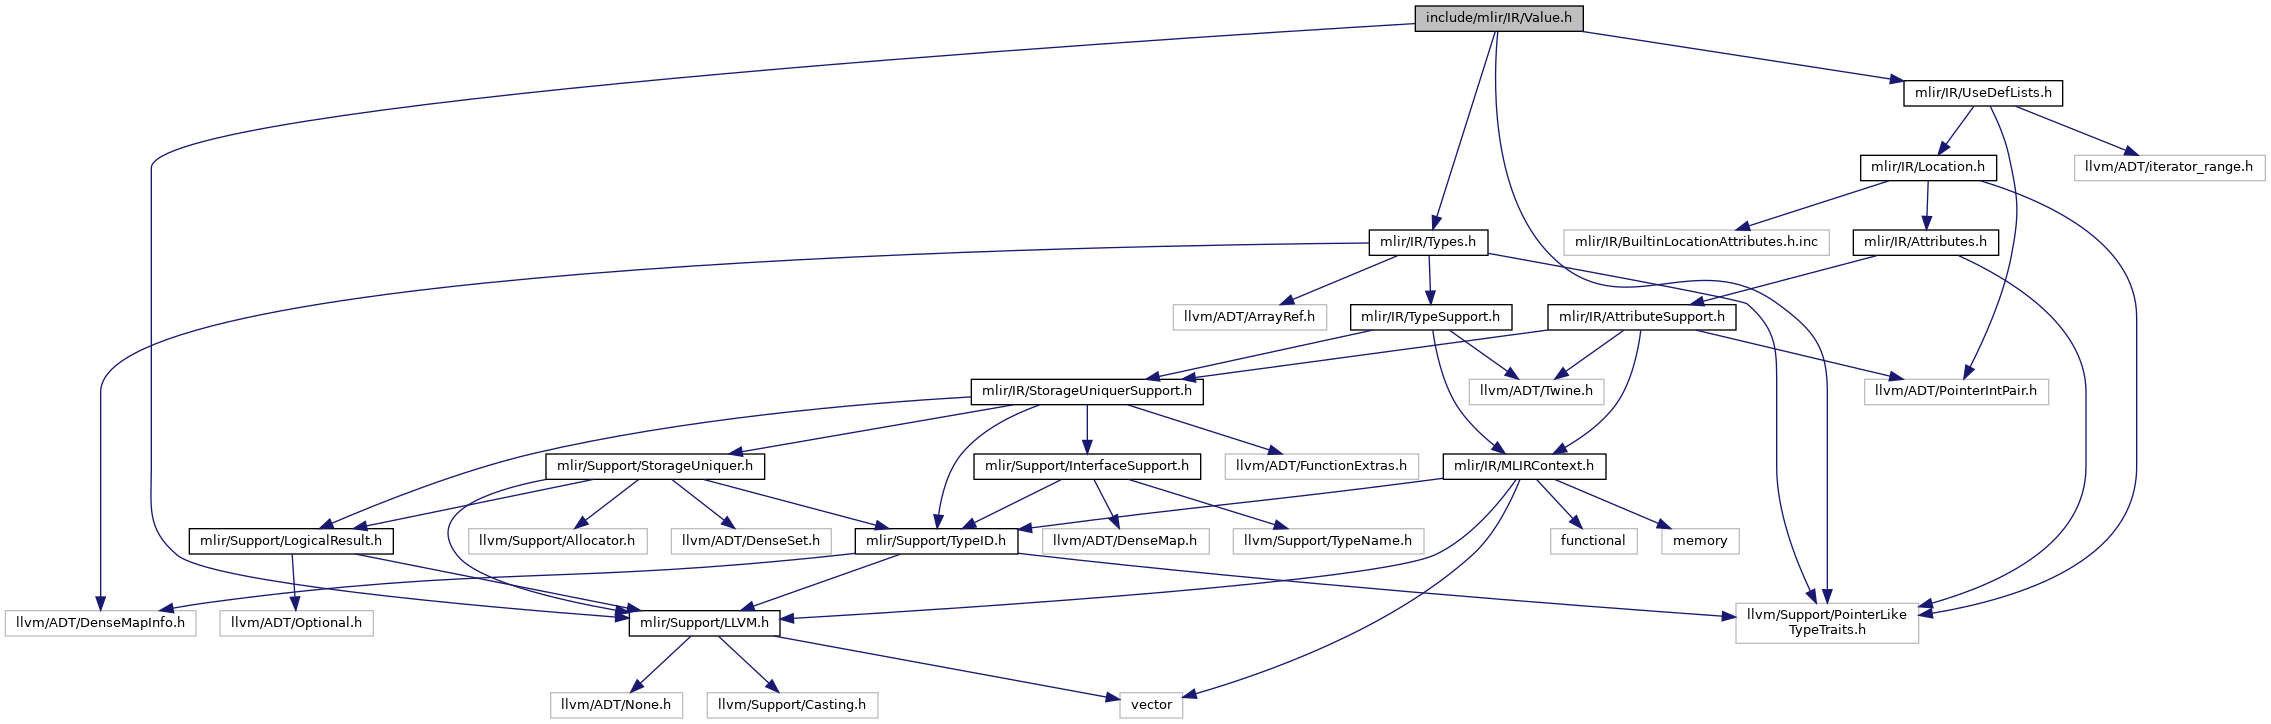 include/mlir/IR/Value.h
mlir/IR/UseDefLists.h
mlir/IR/Location.h
llvm/ADT/iterator_range.h
mlir/IR/Types.h
mlir/IR/BuiltinLocationAttributes.h.inc
mlir/IR/Attributes.h
llvm/ADT/ArrayRef.h
mlir/IR/TypeSupport.h
mlir/IR/AttributeSupport.h
mlir/IR/StorageUniquerSupport.h
llvm/ADT/Twine.h
llvm/ADT/PointerIntPair.h
mlir/Support/StorageUniquer.h
mlir/Support/InterfaceSupport.h
llvm/ADT/FunctionExtras.h
mlir/IR/MLIRContext.h
mlir/Support/LogicalResult.h
llvm/Support/Allocator.h
llvm/ADT/DenseSet.h
mlir/Support/TypeID.h
llvm/ADT/DenseMap.h
llvm/Support/TypeName.h
functional
memory
llvm/ADT/DenseMapInfo.h
llvm/ADT/Optional.h
mlir/Support/LLVM.h
llvm/Support/PointerLike
TypeTraits.h
llvm/ADT/None.h
llvm/Support/Casting.h
vector